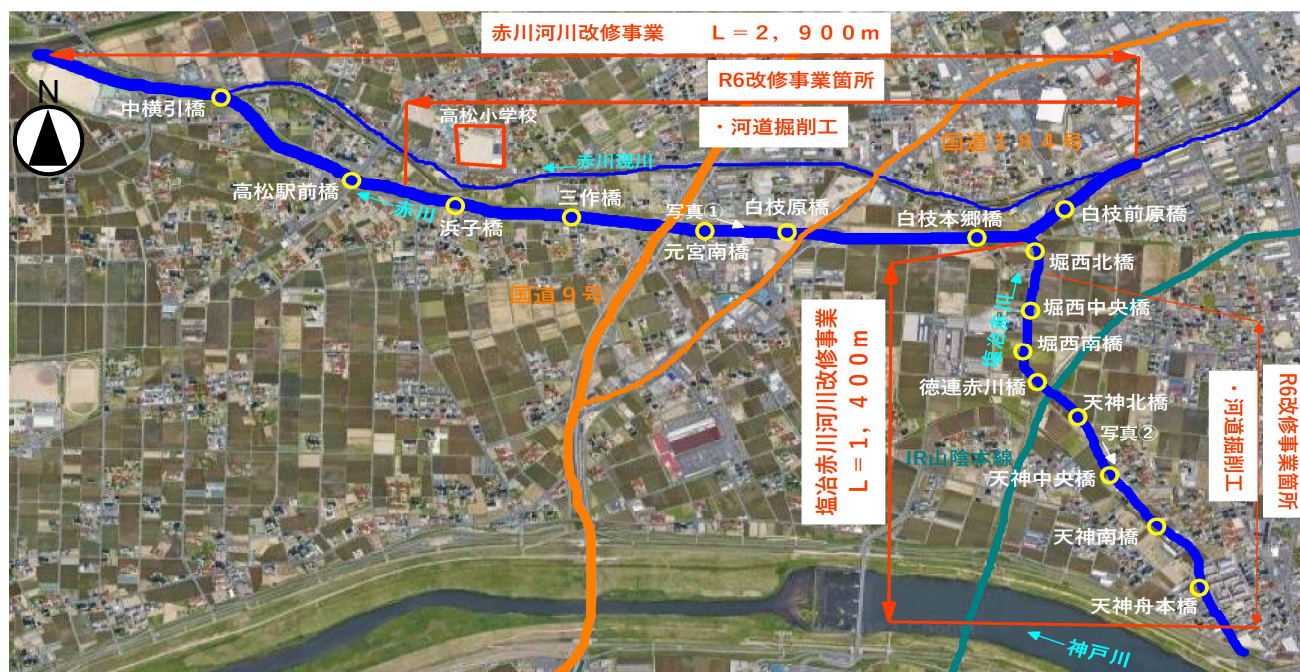 赤川河川改修事業 Ｌ＝２，９００ｍ
R6改修事業箇所
・河道掘削工
N
中横引橋
高松小学校
赤川現川
国道１８４号
高松駅前橋
赤川
浜子橋
三作橋
写真①
元宮南橋
白枝原橋
白枝本郷橋
白枝前原橋
国道９号
堀西北橋
塩冶赤川
堀西中央橋
堀西南橋
徳連赤川橋
天神北橋
写真②
JR山陰本線
天神中央橋
天神南橋
天神舟本橋
塩冶赤川河川改修事業
Ｌ＝１，４００ｍ
R6改修事業箇所
・河道掘削工
神戸川